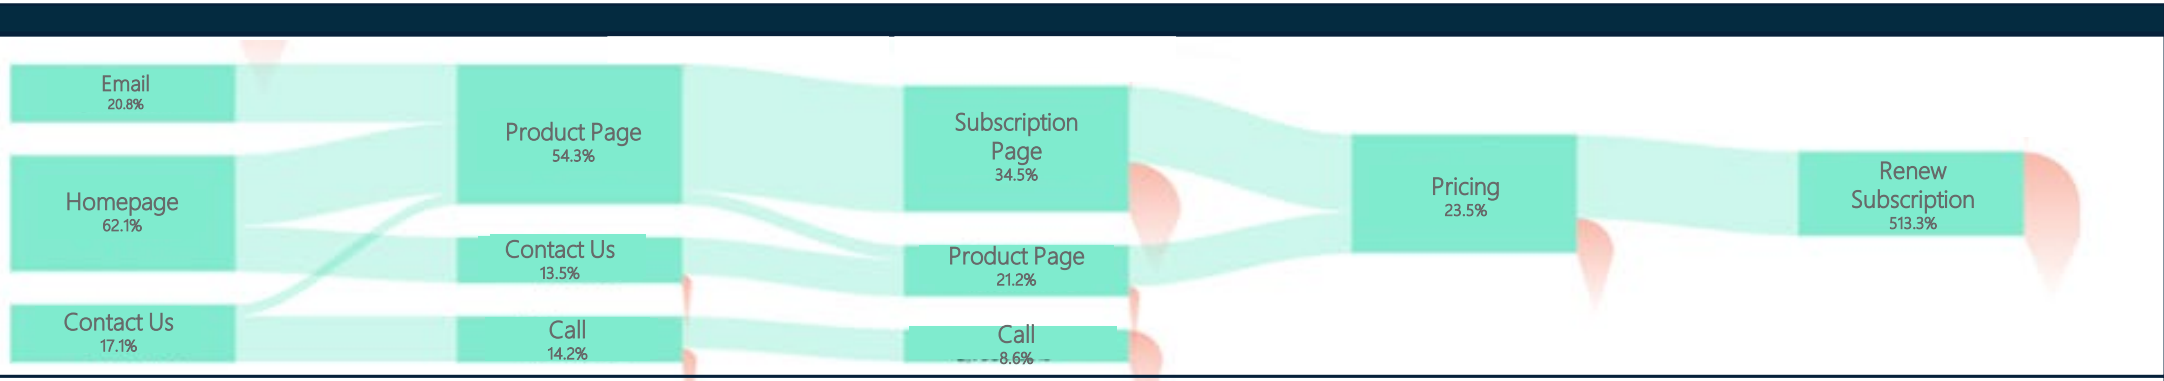 Email
20.8%
Homepage
62.1%
Contact Us
17.1%
Product Page
54.3%
Contact Us
13.5%
Call
14.2%
Subscription
Page
34.5%
Product Page
21.2%
Call
8.6%
Pricing
23.5%
Renew
Subscription
513.3%